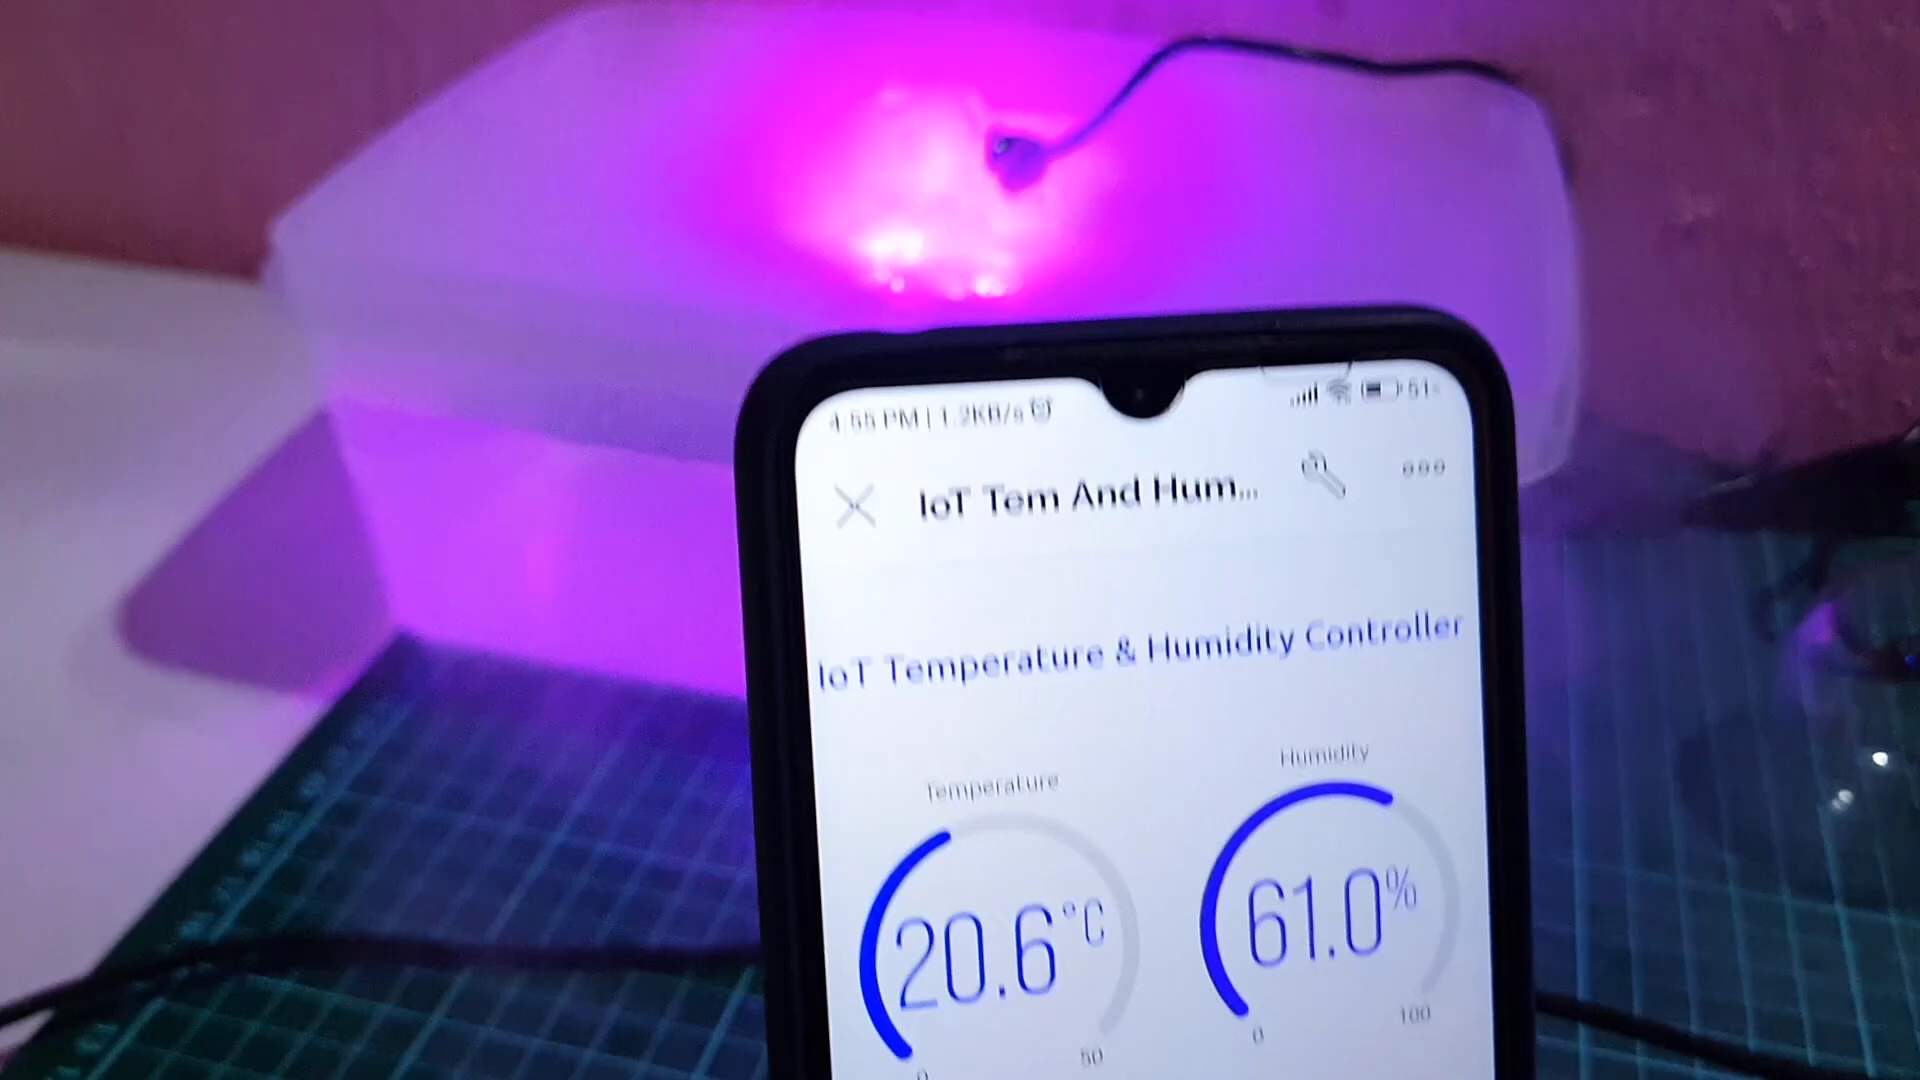 4:55 PM | 1.2KB/s
51
IoT Tem And Hum...
IoT Temperature & Humidity Controller
Temperature
Humidity
20.6°C
61.0%
0
50
0
100